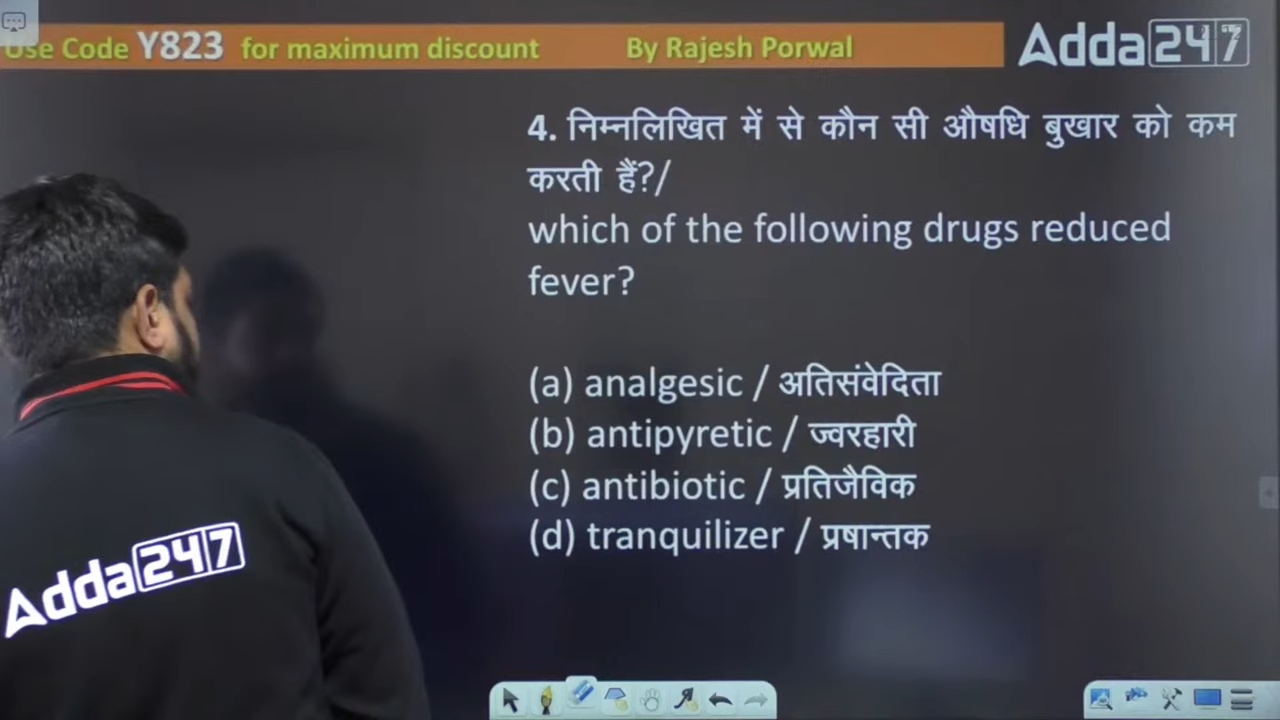 Use Code Y823 for maximum discount By Rajesh Porwal
Adda247
4. निम्नलिखित में से कौन सी औषधि बुखार को कम
करती हैं?/
which of the following drugs reduced
fever?
(a) analgesic / अतिसंवेदिता
(b) antipyretic / ज्वरहारी
(c) antibiotic / प्रतिजैविक
(d) tranquilizer / प्रषान्तक
Adda247